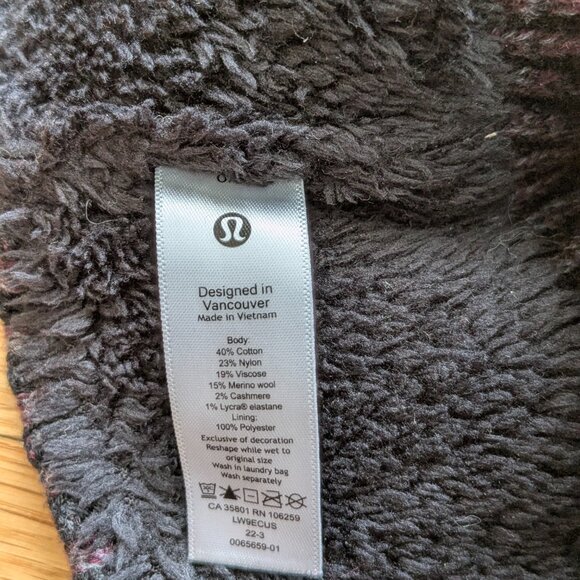 Designed in
Vancouver
Made in Vietnam
Body:
40% Cotton
23% Nylon
19% Viscose
15% Merino wool
2% Cashmere
1% Lycra® elastane
Lining:
100% Polyester
Exclusive of decoration
Reshape while wet to
original size
Wash in laundry bag
Wash separately
CA 35801 RN 106259
LW9ECUS
22-3
0065659-01